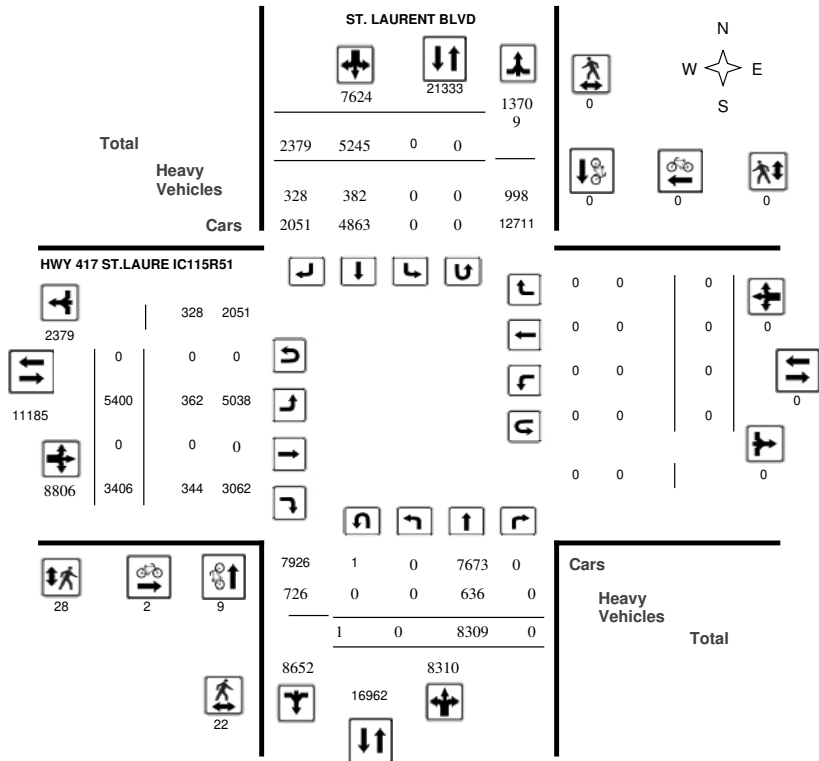 ST. LAURENT BLVD
N
W E
S
7624
21333
1370
9
0
Total
2379 5245 0 0
Heavy
Vehicles
328 382 0 0 998
Cars
2051 4863 0 0 12711
0 0 0
HWY 417 ST.LAURE IC115R51
328 2051
2379
0 0 0
11185
5400 362 5038
0 0 0
8806
3406 344 3062
0 0 0
0
0 0 0
0 0 0
0
0 0 0
0 0
0
28 2 9
22
7926 1 0 7673 0
726 0 0 636 0
1 0 8309 0
8652 8310
16962
Cars
Heavy
Vehicles
Total